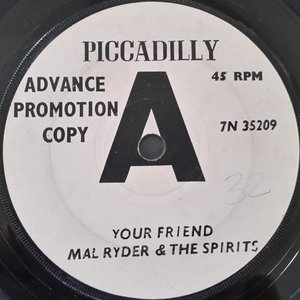 PICCADILLY
ADVANCE
PROMOTION
COPY
A
45 RPM
7N 35209
32
YOUR FRIEND
MAL RYDER & THE SPIRITS